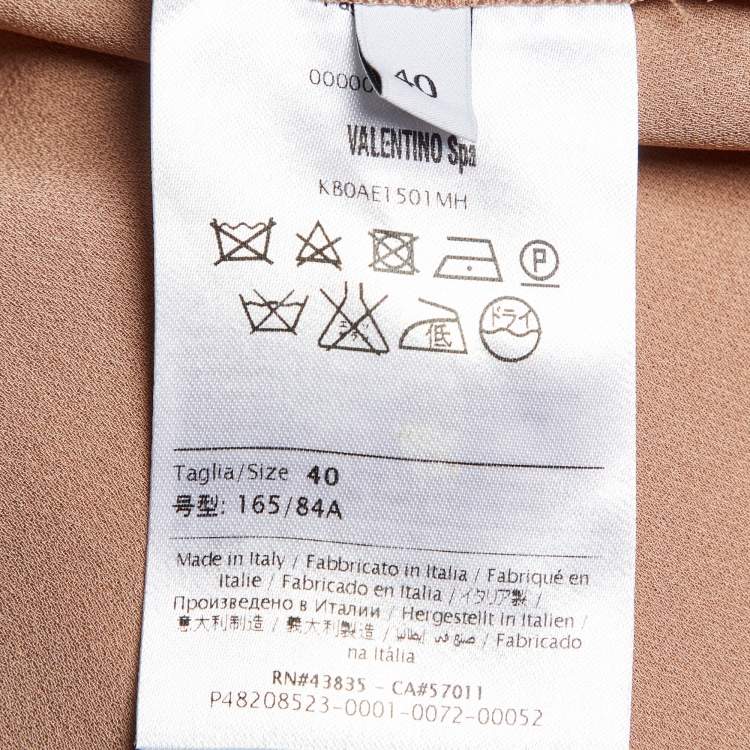 00000
40
VALENTINO SpA
KB0AE1501MH
P
低
ドライ
Taglia/Size 40
号型: 165/84A
Made in Italy / Fabbricato in Italia / Fabriqué en
Italie / Fabricado en Italia / イタリア製 /
Произведено в Италии / Hergestellt in Italien /
意大利制造 / 義大利製造 / صنع في إيطاليا / Fabricado
na Itália
RN#43835 - CA#57011
P48208523-0001-0072-00052